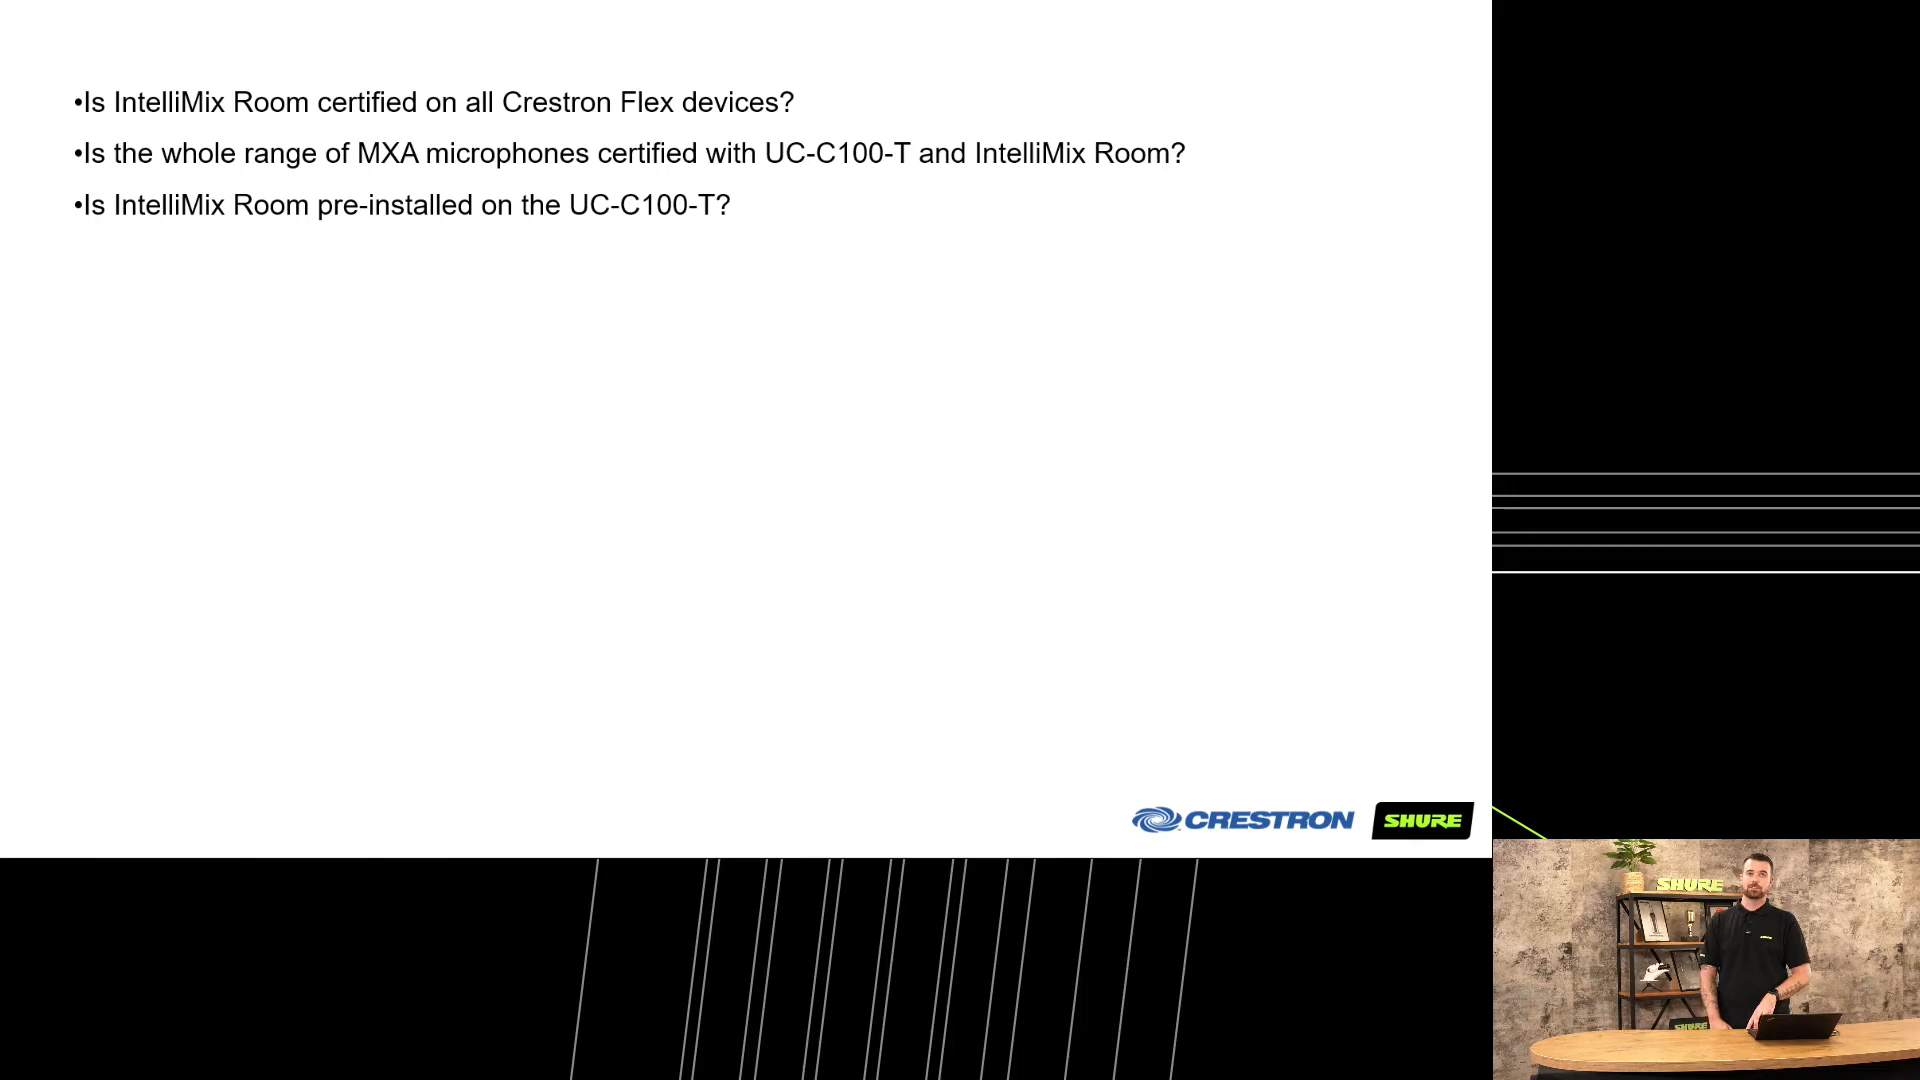 •Is IntelliMix Room certified on all Crestron Flex devices?
•Is the whole range of MXA microphones certified with UC-C100-T and IntelliMix Room?
•Is IntelliMix Room pre-installed on the UC-C100-T?
CRESTRON SHURE
SHURE
SHURE